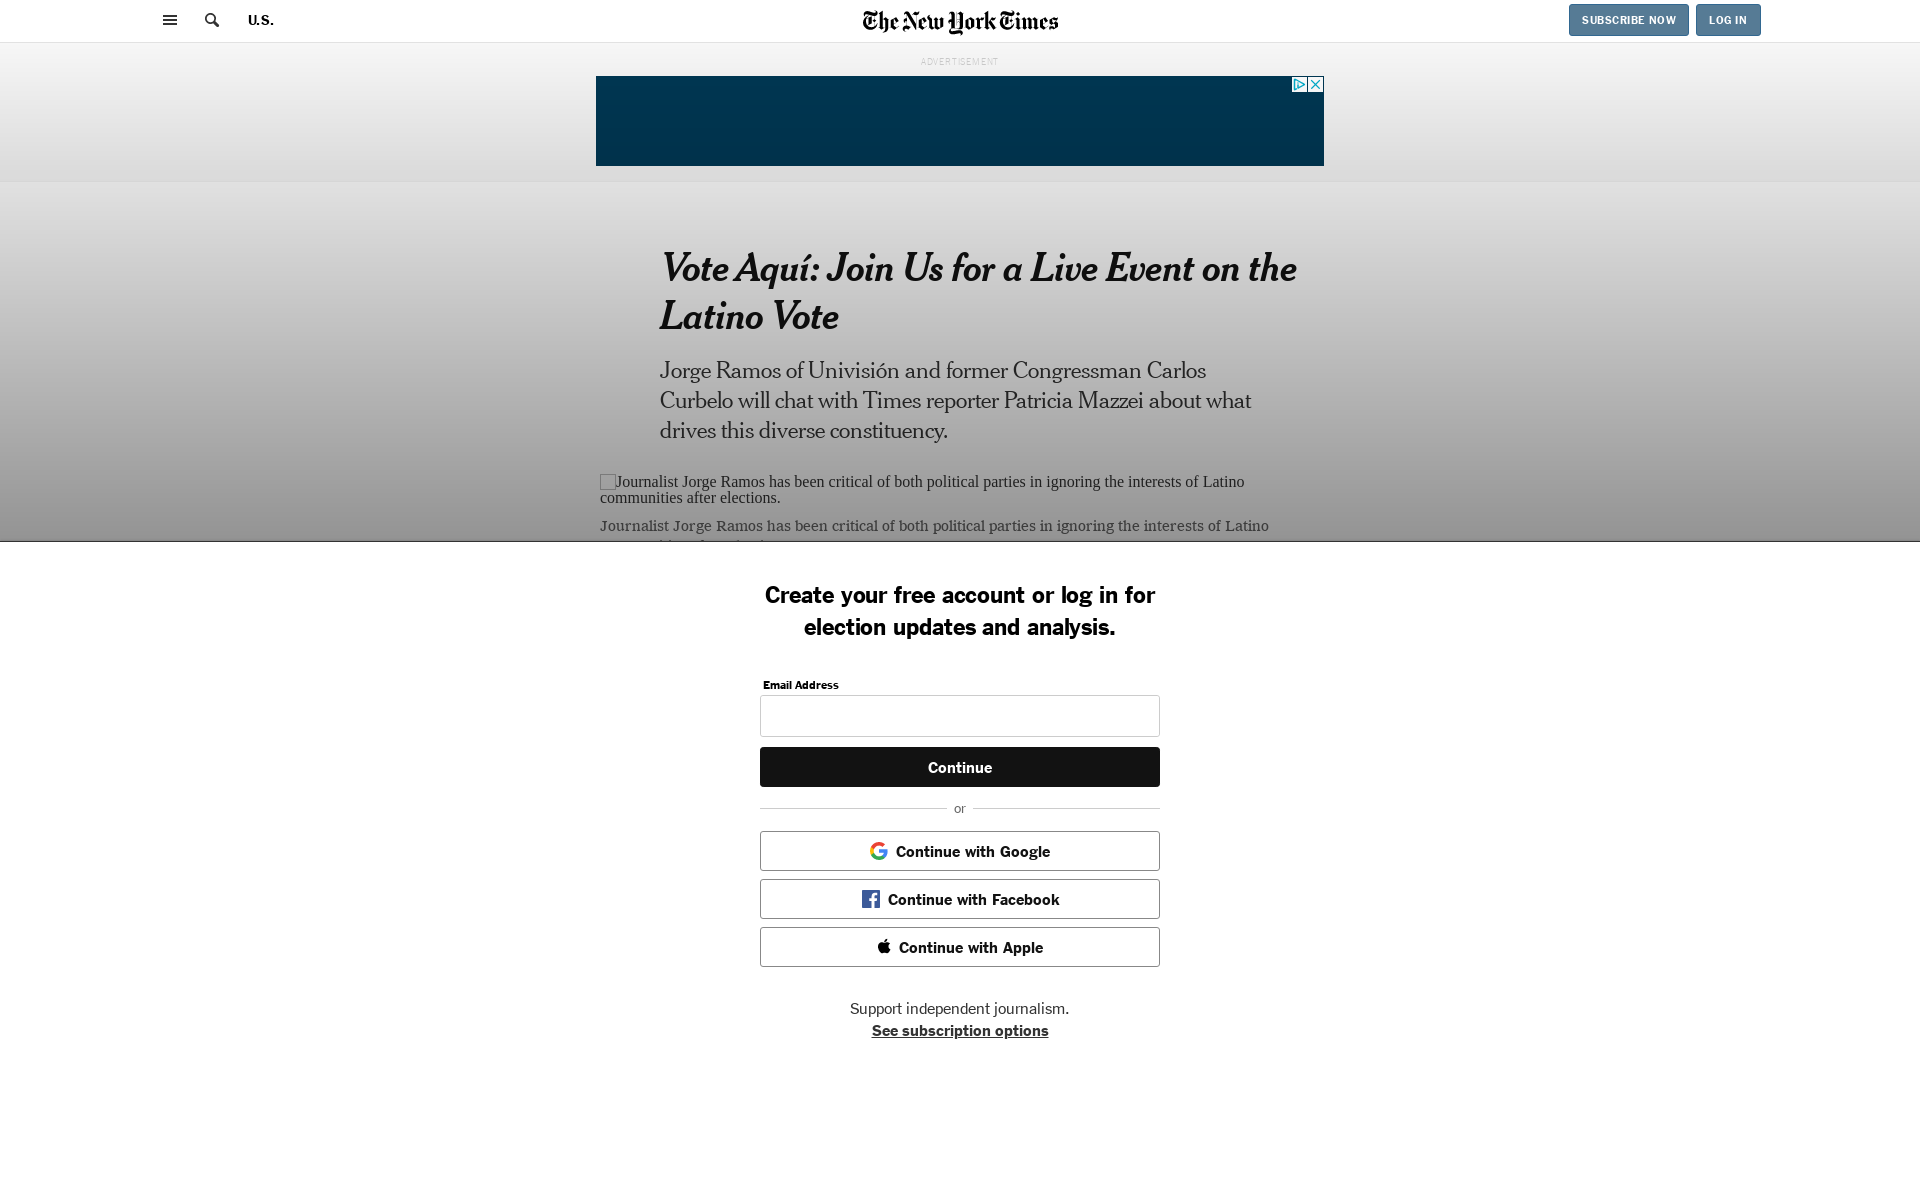 U.S.
The New York Times
SUBSCRIBE NOW
LOG IN
ADVERTISEMENT
Vote Aquí: Join Us for a Live Event on the
Latino Vote
Jorge Ramos of Univisión and former Congressman Carlos
Curbelo will chat with Times reporter Patricia Mazzei about what
drives this diverse constituency.
Journalist Jorge Ramos has been critical of both political parties in ignoring the interests of Latino
communities after elections.
Journalist Jorge Ramos has been critical of both political parties in ignoring the interests of Latino
Create your free account or log in for
election updates and analysis.
Email Address
Continue
or
Continue with Google
Continue with Facebook
Continue with Apple
Support independent journalism.
See subscription options